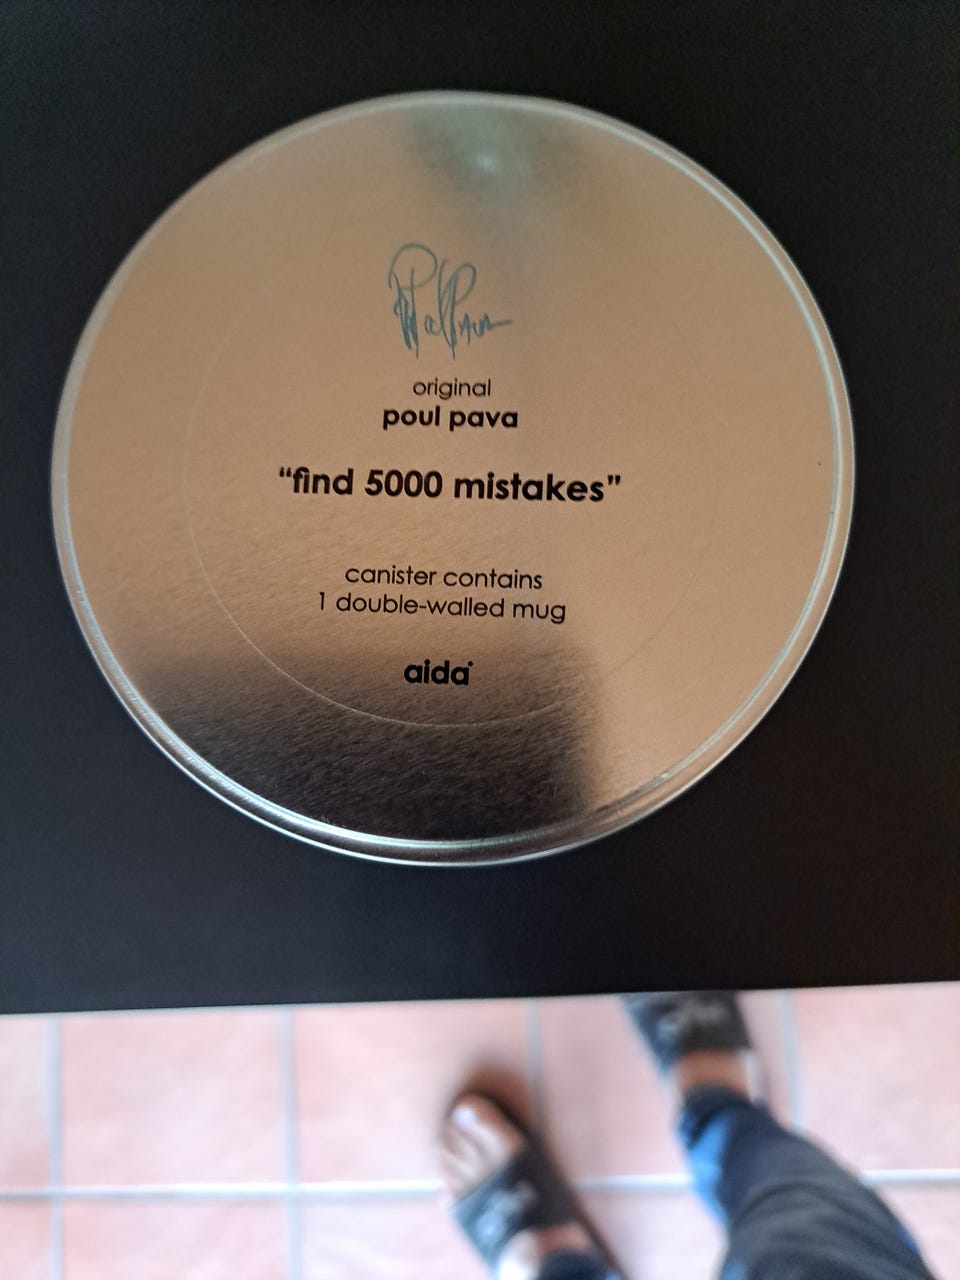 original
poul pava
“find 5000 mistakes”
canister contains
1 double-walled mug
aida